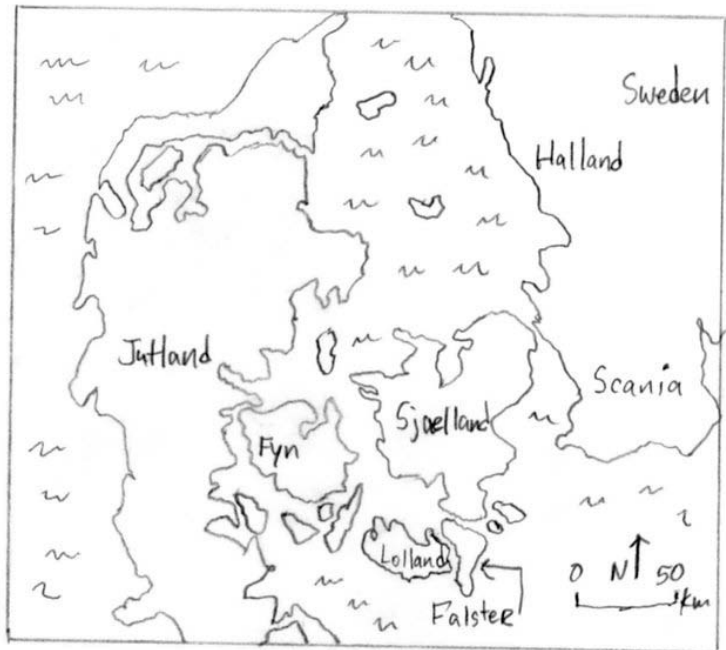 Sweden
Halland
Jutland
Scania
Sjaelland
Fyn
Lolland
0 N 50
km
Falster